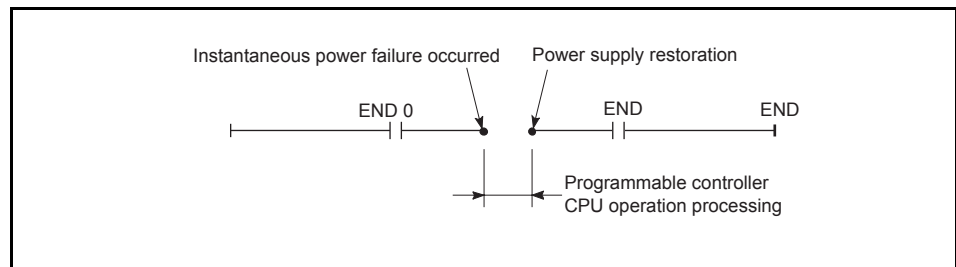 Instantaneous power failure occurred
Power supply restoration
END 0
END
END
Programmable controller
CPU operation processing